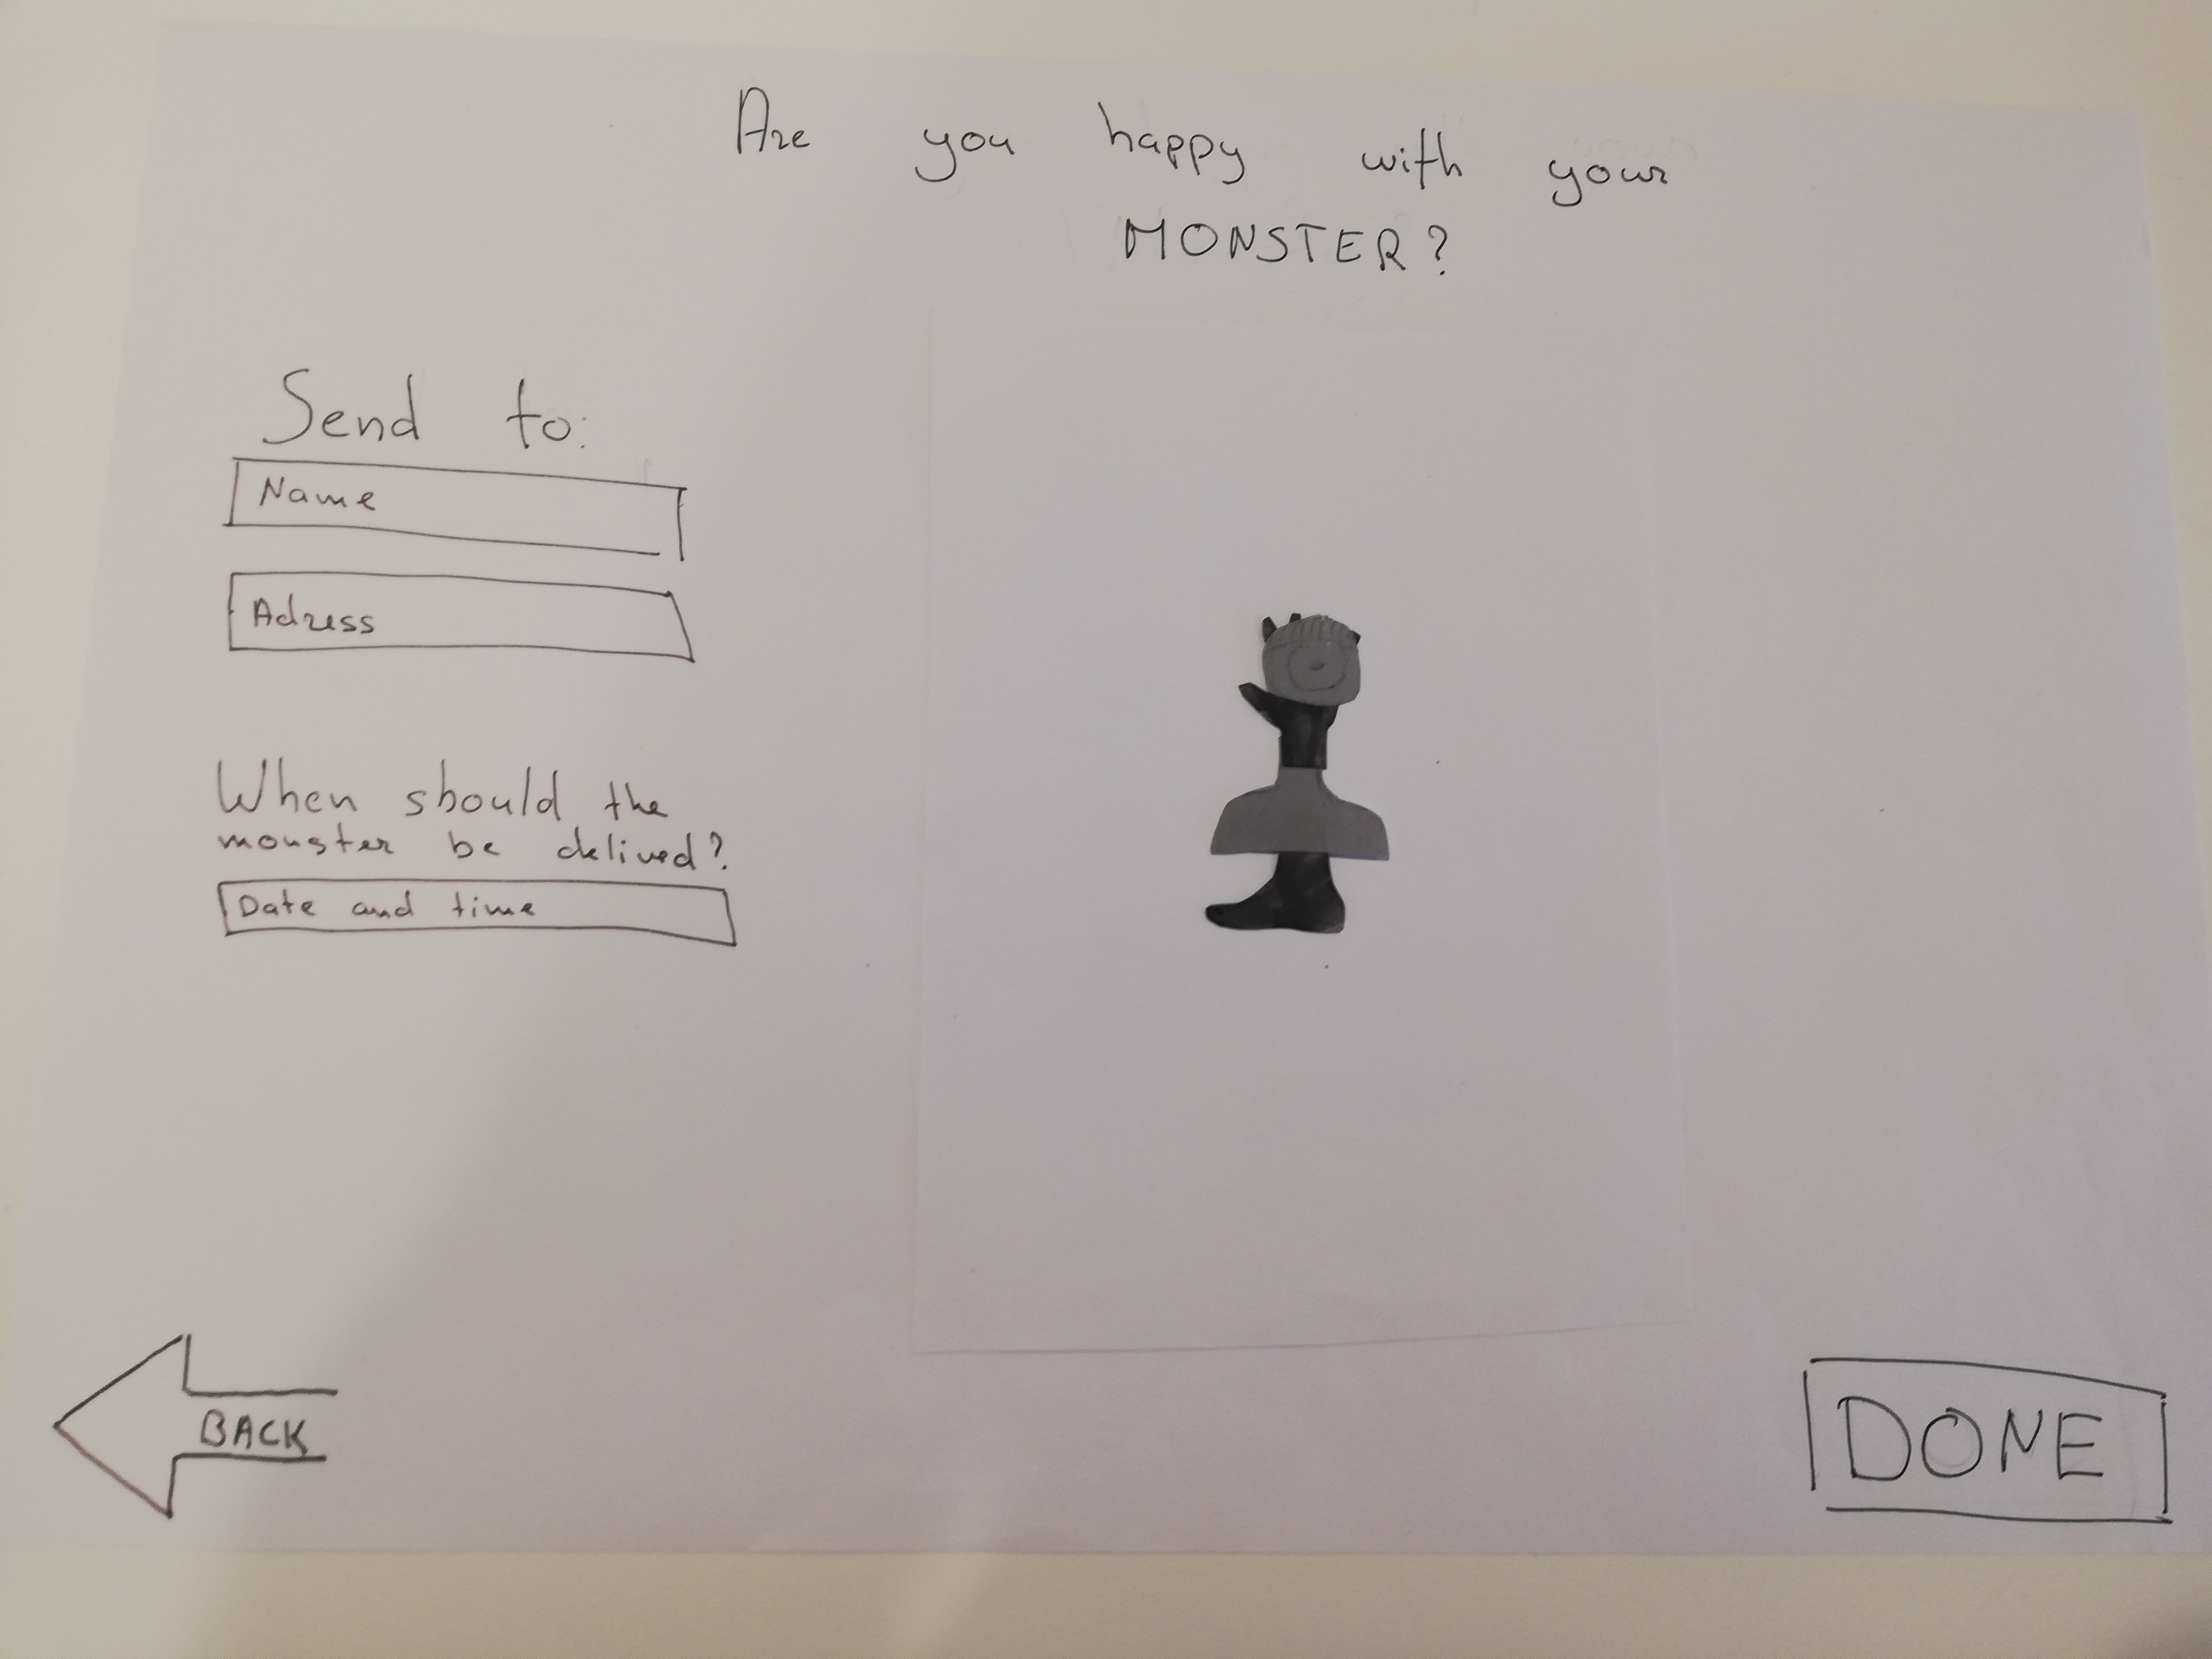 Are you happy with your
MONSTER?
Send to:
Name
Adress
When should the
monster be delived?
Date and time
BACK
DONE